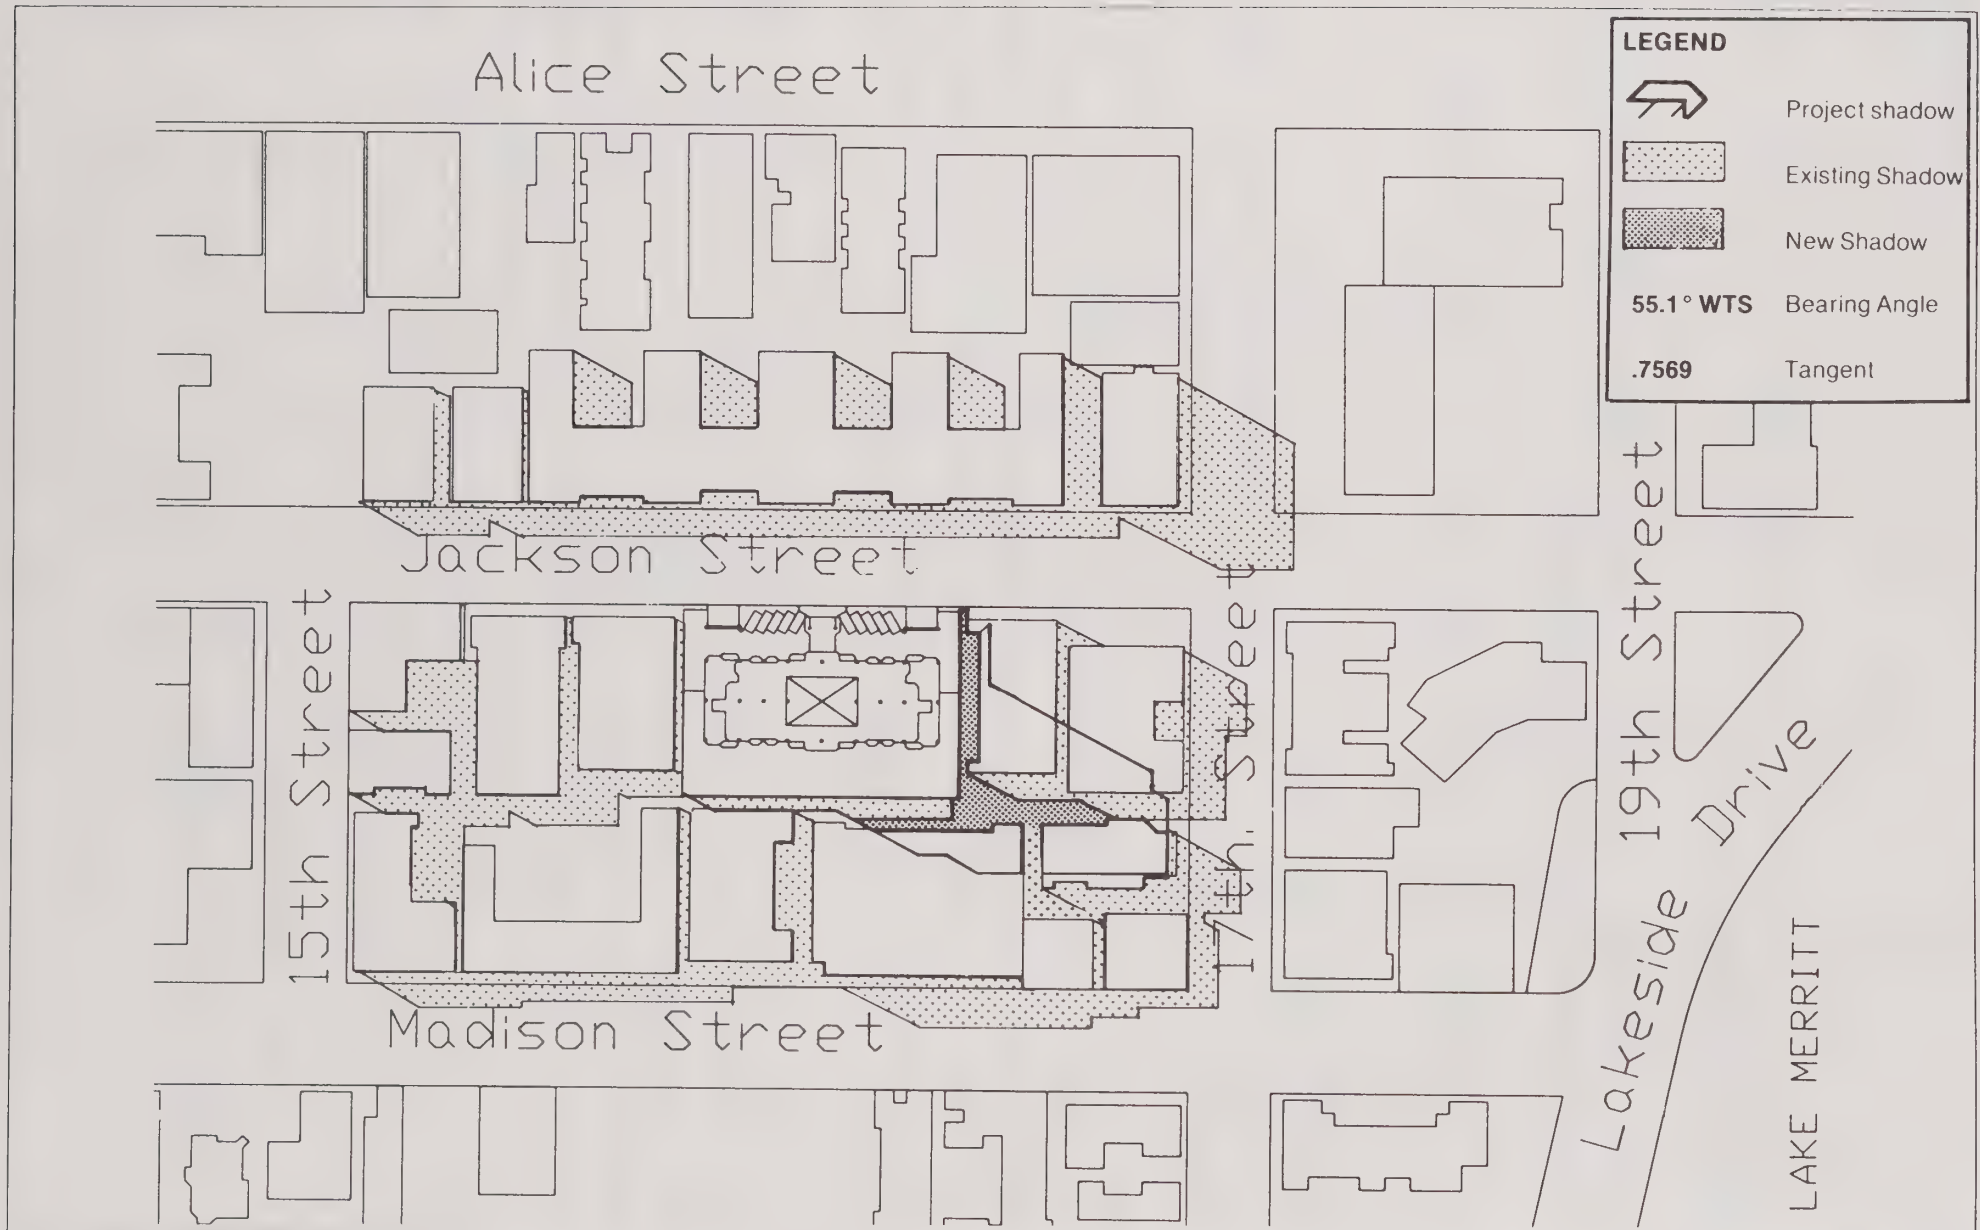 Alice Street
LEGEND
Project shadow
Existing Shadow
New Shadow
55.1° WTS Bearing Angle
.7569 Tangent
Jackson Street
15th Street
17th. Street
19th Street
Lakeside Drive
LAKE MERRITT
Madison Street